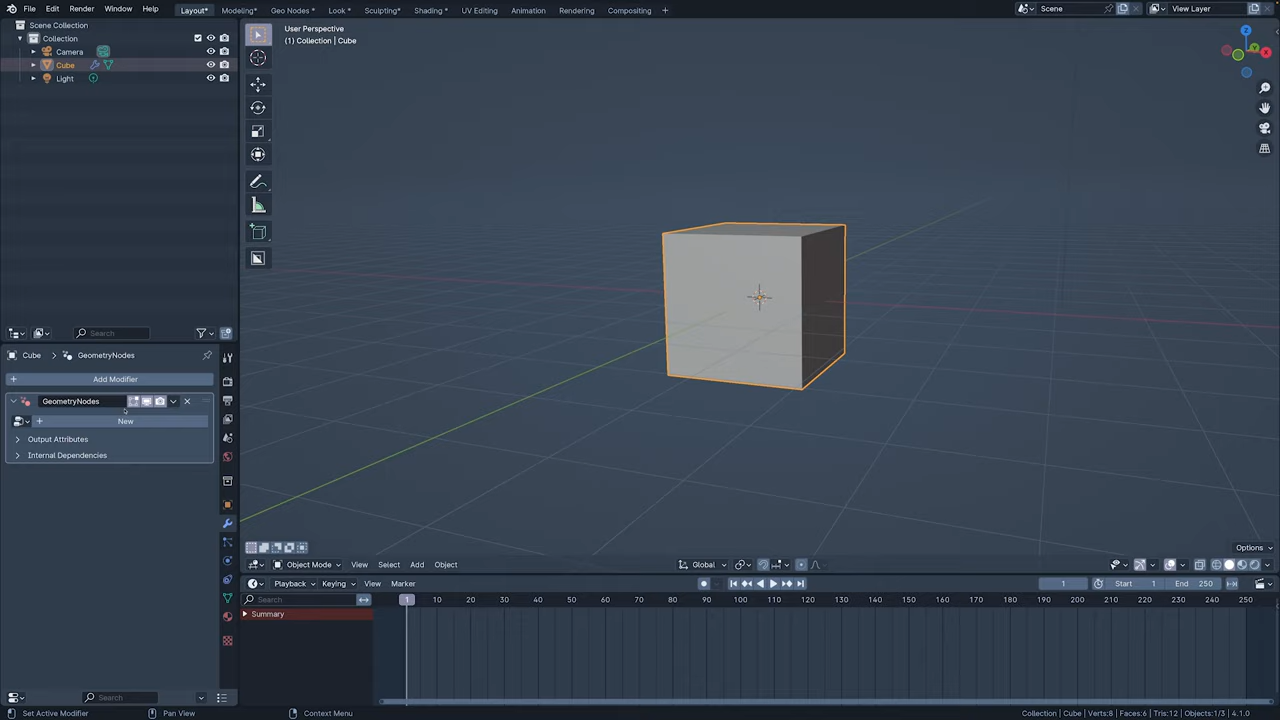 File Edit Render Window Help
Layout* Modeling* Geo Nodes * Look * Sculpting* Shading * UV Editing Animation Rendering Compositing +
Scene
View Layer
Scene Collection
Collection
Camera
Cube
Light
User Perspective
(1) Collection | Cube
Search
Cube > GeometryNodes
Add Modifier
GeometryNodes
New
Output Attributes
Internal Dependencies
Options
Object Mode View Select Add Object
Global
Playback Keying View Marker
1 Start 1 End 250
Search
1 10 20 30 40 50 60 70 80 90 100 110 120 130 140 150 160 170 180 190 200 210 220 230 240 250
Summary
Search
Set Active Modifier Pan View Context Menu
Collection | Cube | Verts:8 | Faces:6 | Tris:12 | Objects:1/3 | 4.1.0